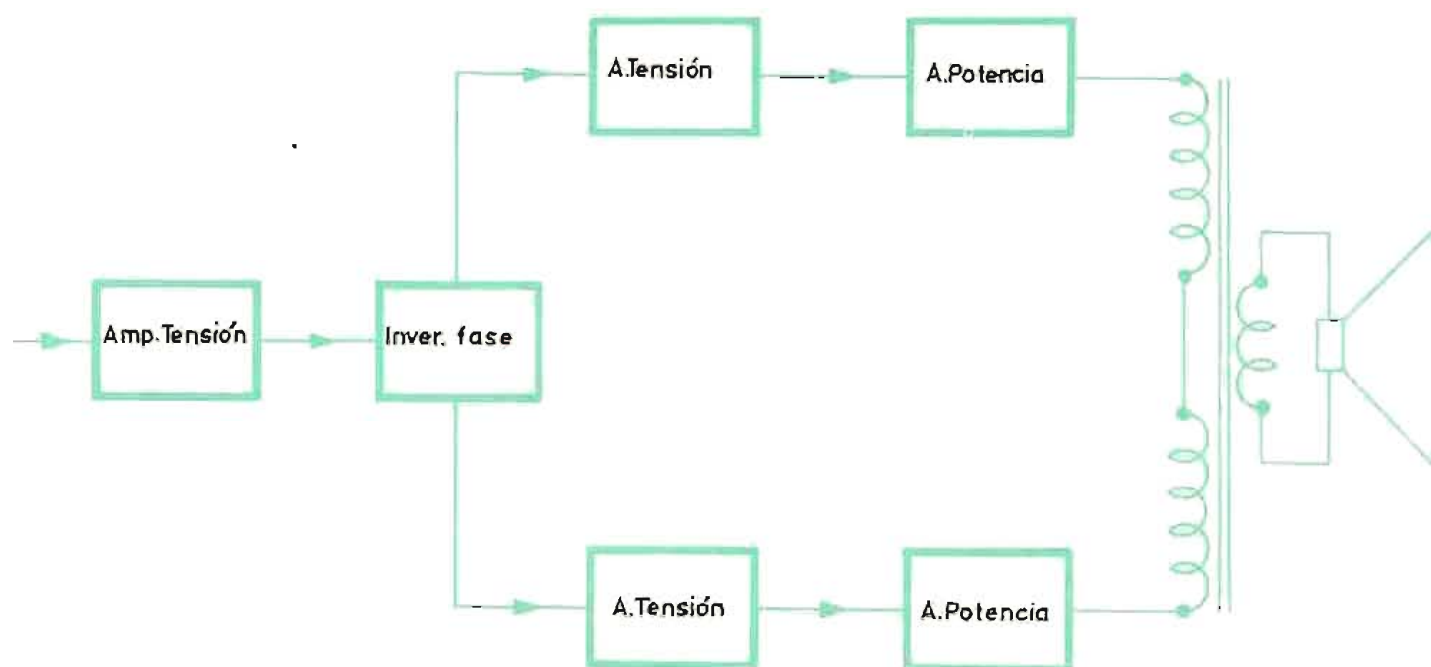 A.Tensión
A.Potencia
Amp.Tensión
Inver. fase
A.Tensión
A.Potencia